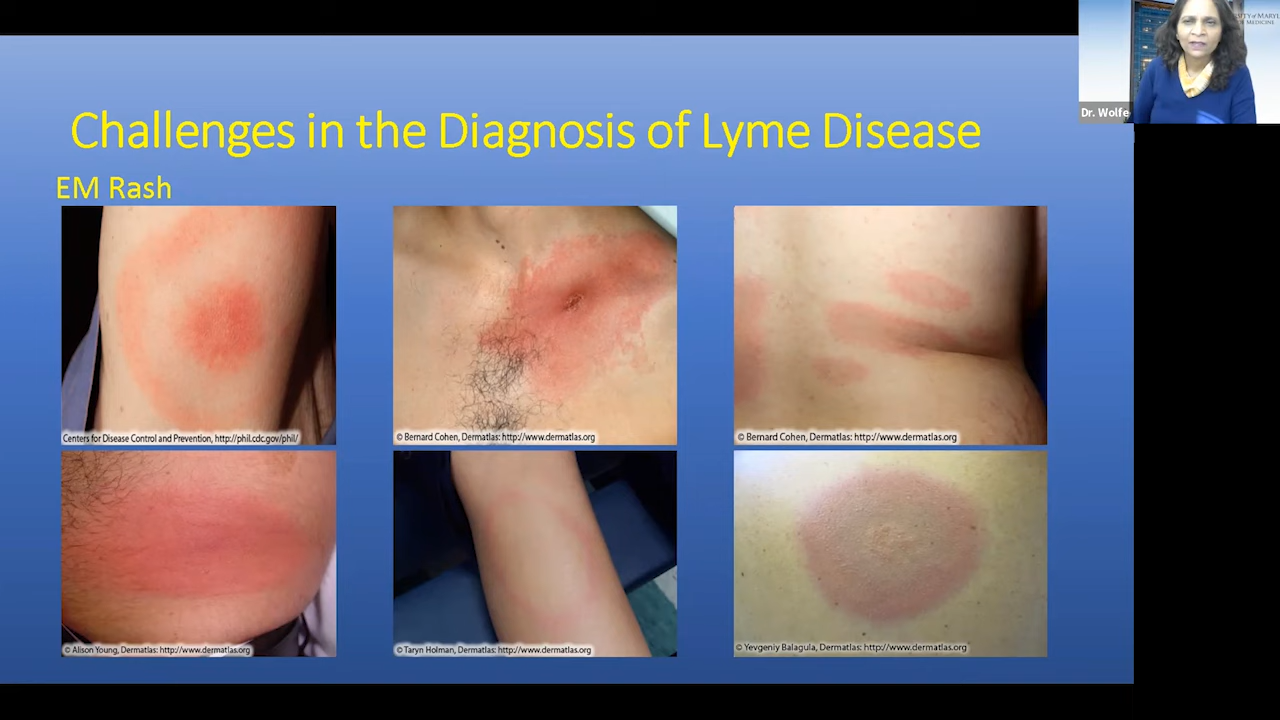 Challenges in the Diagnosis of Lyme Disease
EM Rash
Centers for Disease Control and Prevention, http://phil.cdc.gov/phil/
© Bernard Cohen, Dermatlas: http://www.dermatlas.org
© Bernard Cohen, Dermatlas: http://www.dermatlas.org
© Alison Young, Dermatlas: http://www.dermatlas.org
© Taryn Holman, Dermatlas: http://www.dermatlas.org
© Yevgeniy Balagula, Dermatlas: http://www.dermatlas.org
Dr. Wolfe